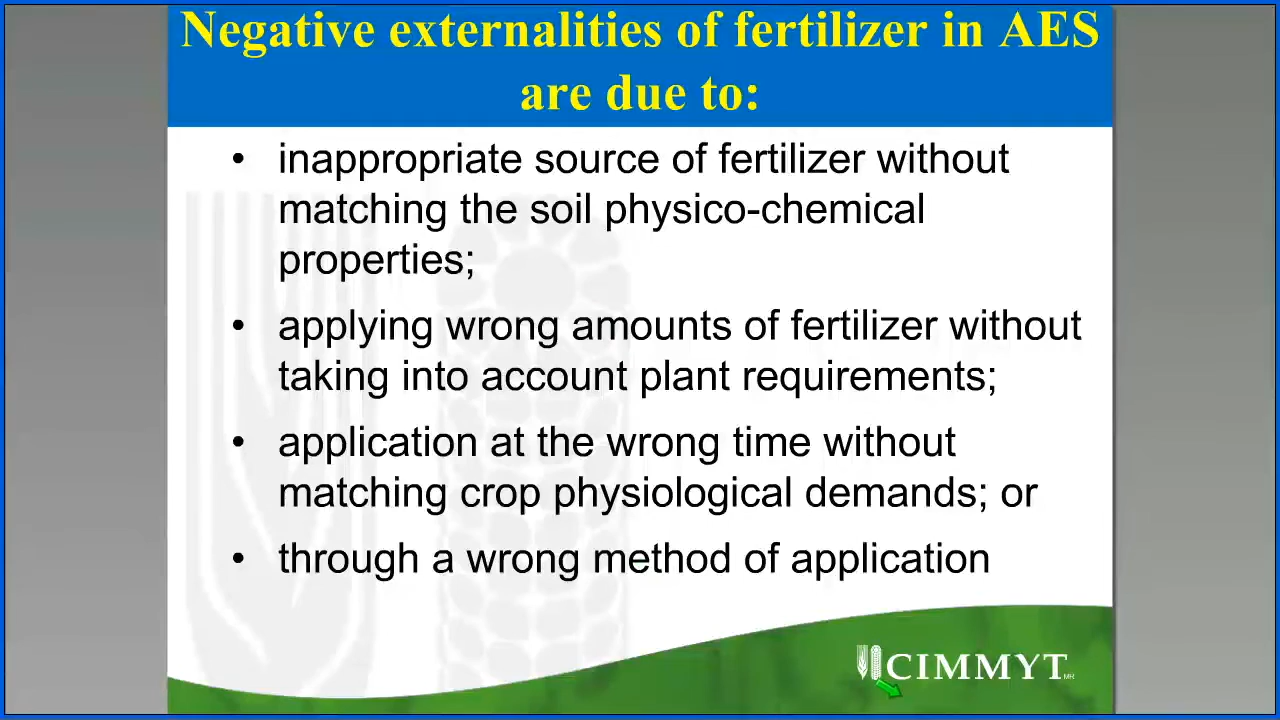 Negative externalities of fertilizer in AES
are due to:
• inappropriate source of fertilizer without
matching the soil physico-chemical
properties;
• applying wrong amounts of fertilizer without
taking into account plant requirements;
• application at the wrong time without
matching crop physiological demands; or
• through a wrong method of application
CIMMYT MR